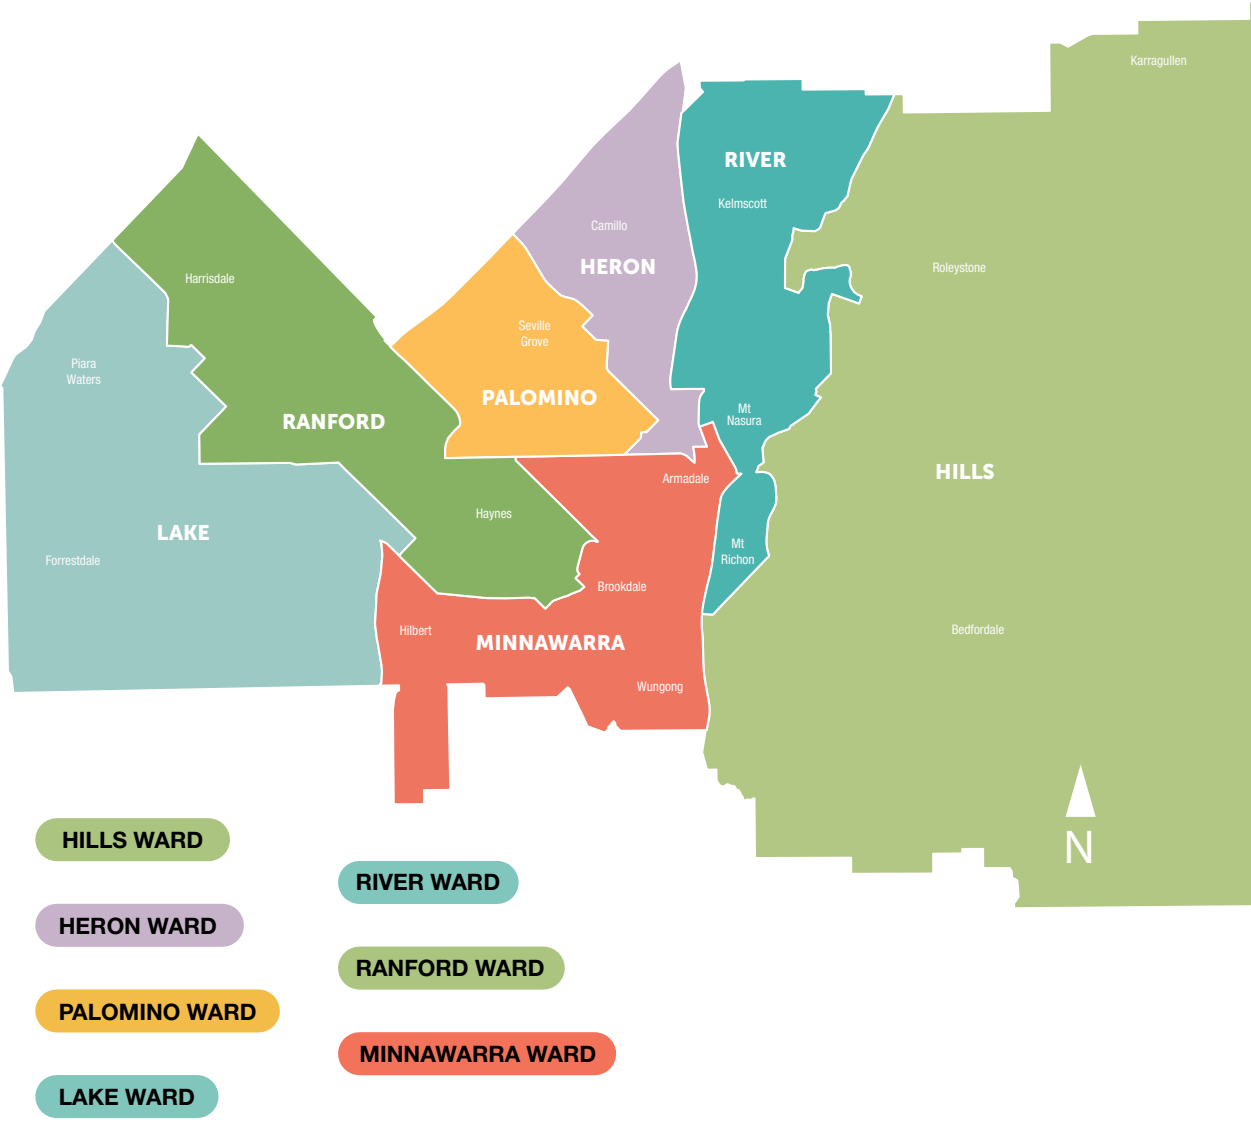 Karragullen
RIVER
Kelmscott
Camillo
HERON
Roleystone
Harrisdale
Seville
Grove
Piara
Waters
PALOMINO
Mt
Nasura
RANFORD
HILLS
Armadale
Haynes
LAKE
Mt
Richon
Forrestdale
Brookdale
Hilbert
MINNAWARRA
Bedfordale
Wungong
N
HILLS WARD
HERON WARD
PALOMINO WARD
LAKE WARD
RIVER WARD
RANFORD WARD
MINNAWARRA WARD